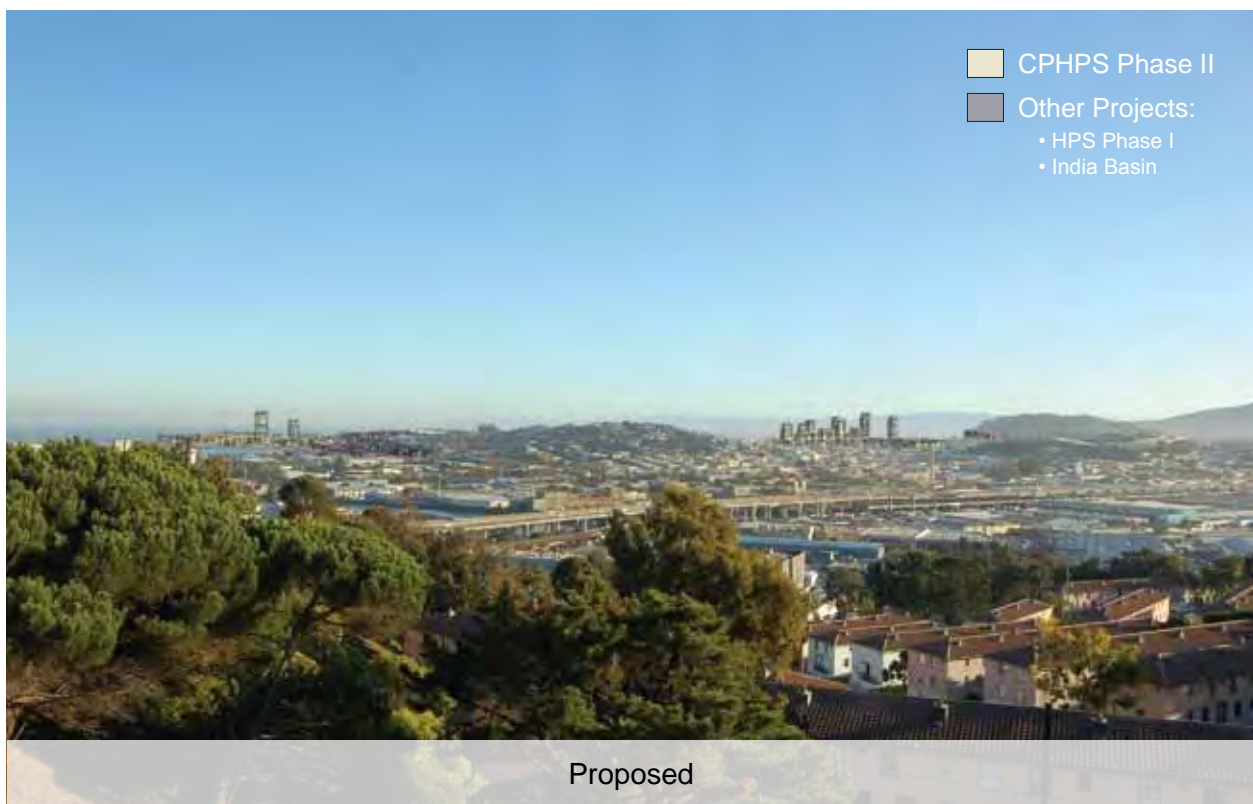 CPHPS Phase II
Other Projects:
• HPS Phase I
• India Basin
Proposed